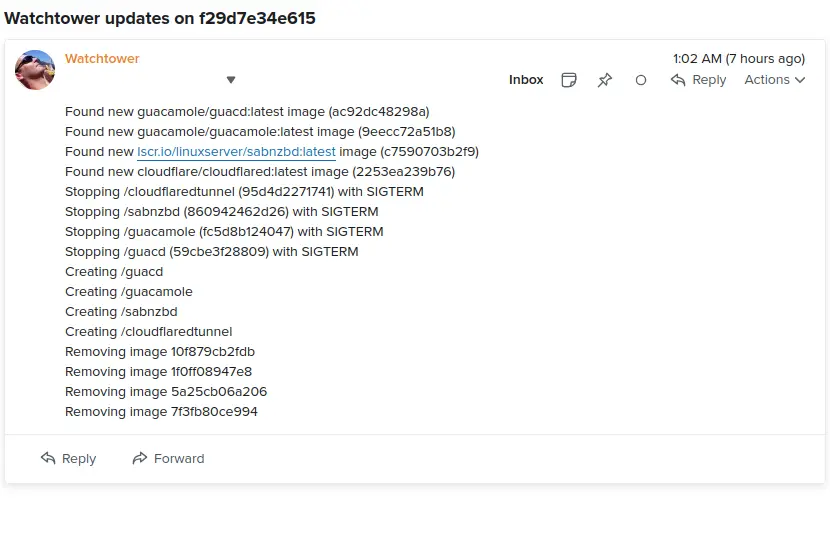 Watchtower updates on f29d7e34e615
Watchtower
1:02 AM (7 hours ago)
Inbox Reply Actions
Found new guacamole/guacd:latest image (ac92dc48298a)
Found new guacamole/guacamole:latest image (9eecc72a51b8)
Found new lscr.io/linuxserver/sabnzbd:latest image (c7590703b2f9)
Found new cloudflare/cloudflared:latest image (2253ea239b76)
Stopping /cloudflaredtunnel (95d4d2271741) with SIGTERM
Stopping /sabnzbd (860942462d26) with SIGTERM
Stopping /guacamole (fc5d8b124047) with SIGTERM
Stopping /guacd (59cbe3f28809) with SIGTERM
Creating /guacd
Creating /guacamole
Creating /sabnzbd
Creating /cloudflaredtunnel
Removing image 10f879cb2fdb
Removing image 1f0ff08947e8
Removing image 5a25cb06a206
Removing image 7f3fb80ce994
Reply Forward